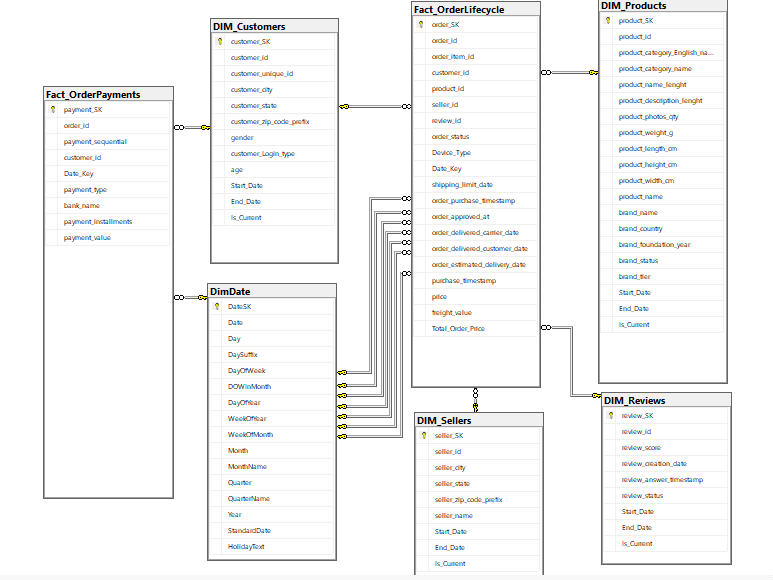 Fact_OrderPayments
payment_SK
order_id
payment_sequential
customer_id
Date_Key
payment_type
bank_name
payment_installments
payment_value
DIM_Customers
customer_SK
customer_id
customer_unique_id
customer_city
customer_state
customer_zip_code_prefix
gender
customer_Login_type
age
Start_Date
End_Date
Is_Current
DimDate
DateSK
Date
Day
DaySuffix
DayOfWeek
DOWInMonth
DayOfYear
WeekOfYear
WeekOfMonth
Month
MonthName
Quarter
QuarterName
Year
StandardDate
HolidayText
Fact_OrderLifecycle
order_SK
order_id
order_item_id
customer_id
product_id
seller_id
review_id
order_status
Device_Type
Date_Key
shipping_limit_date
order_purchase_timestamp
order_approved_at
order_delivered_carrier_date
order_delivered_customer_date
order_estimated_delivery_date
purchase_timestamp
price
freight_value
Total_Order_Price
DIM_Sellers
seller_SK
seller_id
seller_city
seller_state
seller_zip_code_prefix
seller_name
Start_Date
End_Date
Is_Current
DIM_Products
product_SK
product_id
product_category_English_na...
product_category_name
product_name_lenght
product_description_lenght
product_photos_qty
product_weight_g
product_length_cm
product_height_cm
product_width_cm
product_name
brand_name
brand_country
brand_foundation_year
brand_status
brand_tier
Start_Date
End_Date
Is_Current
DIM_Reviews
review_SK
review_id
review_score
review_creation_date
review_answer_timestamp
review_status
Start_Date
End_Date
Is_Current